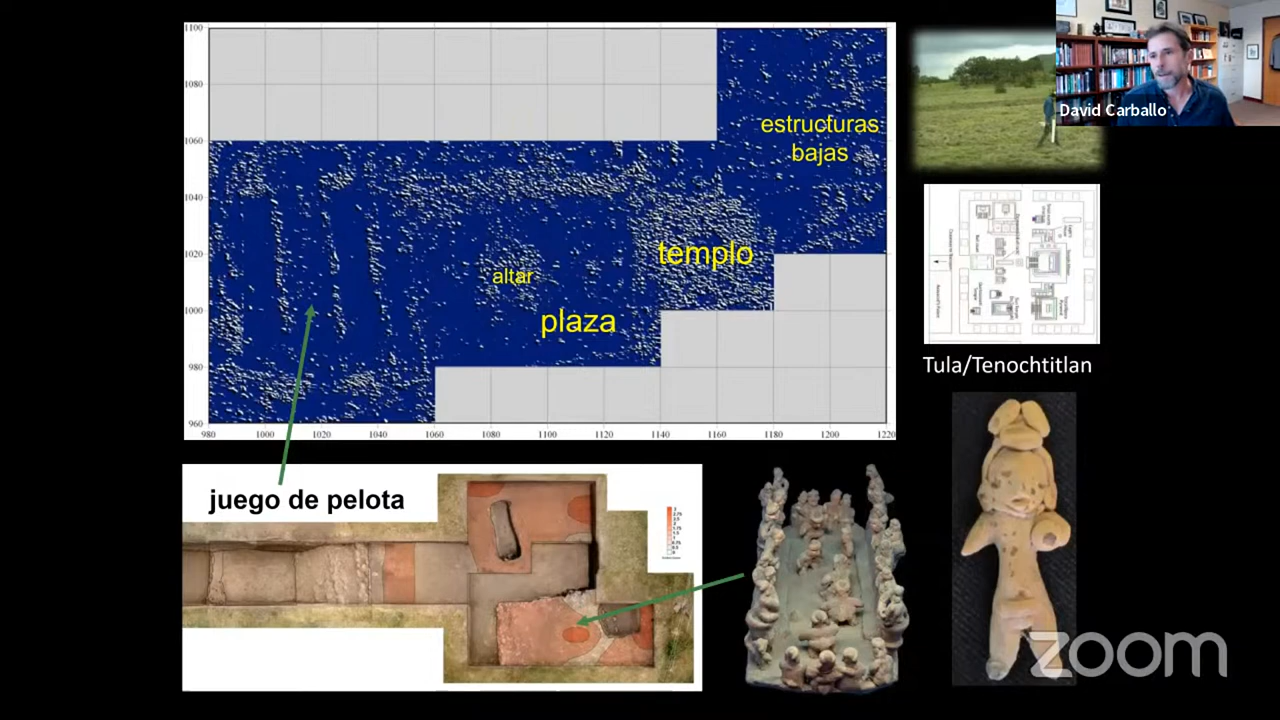 1100
1080
1060
1040
1020
1000
980
960
980
1000
1020
1040
1060
1080
1100
1120
1140
1160
1180
1200
1220
estructuras
bajas
templo
altar
plaza
David Carballo
Tula/Tenochtitlan
juego de pelota
zoom